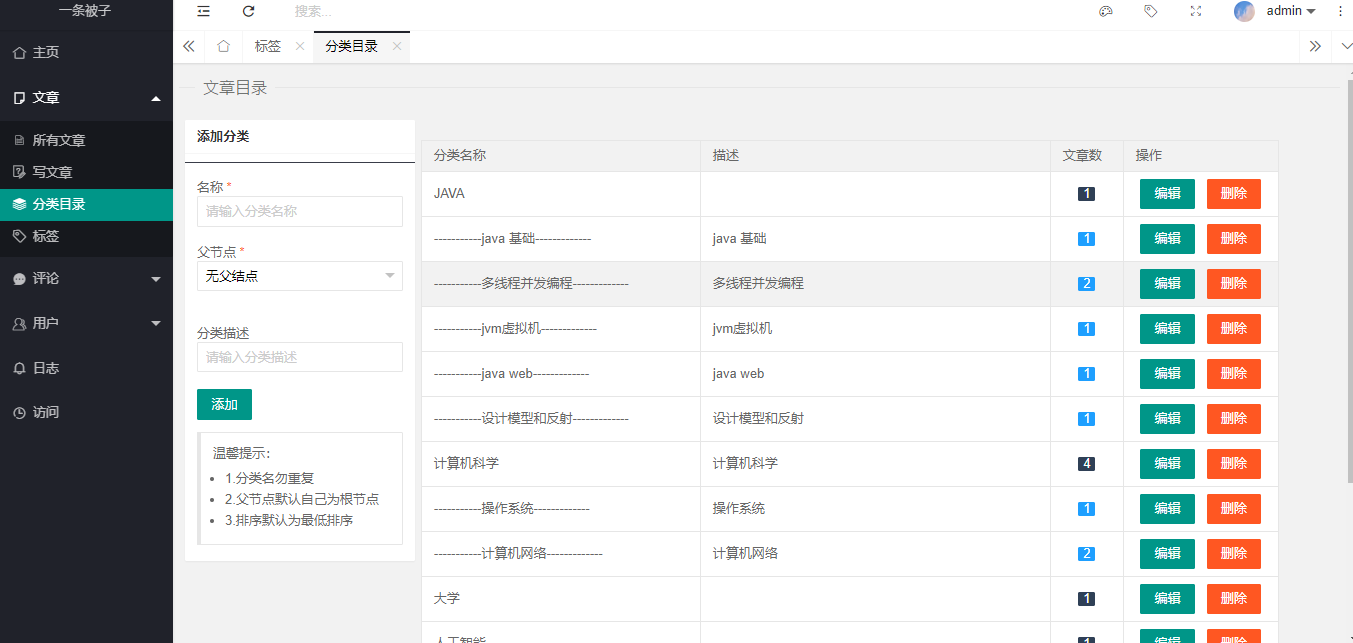 一条被子
搜索...
admin
主页
文章
所有文章
写文章
分类目录
标签
评论
用户
日志
访问
标签
分类目录
文章目录
添加分类
名称 *
请输入分类名称
父节点 *
无父结点
分类描述
请输入分类描述
添加
温馨提示:
1.分类名勿重复
2.父节点默认自己为根节点
3.排序默认为最低排序
分类名称 描述 文章数 操作
JAVA 1 编辑 删除
-----------java 基础------------- java 基础 1 编辑 删除
-----------多线程并发编程------------- 多线程并发编程 2 编辑 删除
-----------jvm虚拟机------------- jvm虚拟机 1 编辑 删除
-----------java web------------- java web 1 编辑 删除
-----------设计模型和反射------------- 设计模型和反射 1 编辑 删除
计算机科学 计算机科学 4 编辑 删除
-----------操作系统------------- 操作系统 1 编辑 删除
-----------计算机网络------------- 计算机网络 2 编辑 删除
大学 1 编辑 删除
人工智能 1 编辑 删除